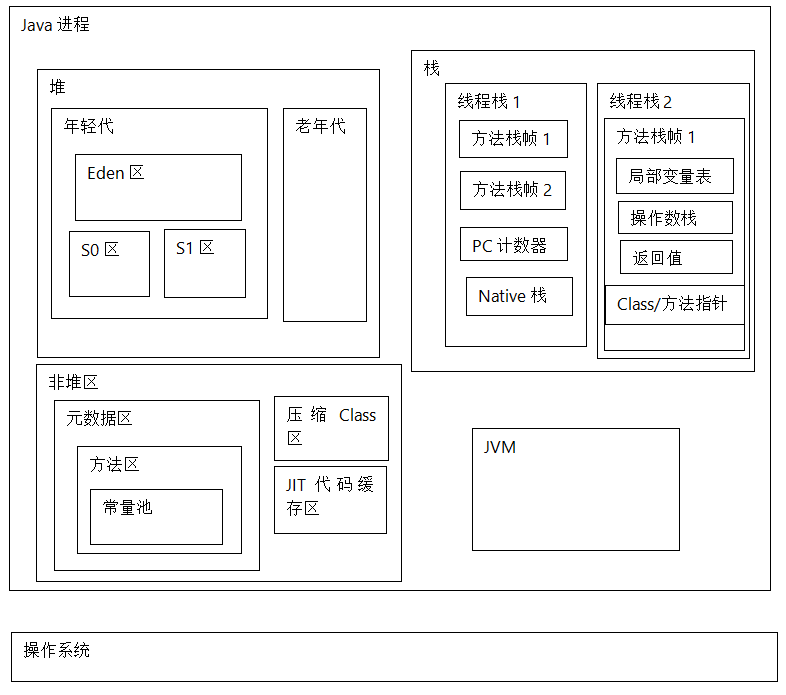 Java 进程
堆
年轻代
Eden 区
S0 区
S1 区
老年代
栈
线程栈 1
方法栈帧 1
方法栈帧 2
PC 计数器
Native 栈
线程栈 2
方法栈帧 1
局部变量表
操作数栈
返回值
Class/方法指针
非堆区
元数据区
方法区
常量池
压缩 Class
区
JIT 代码缓
存区
JVM
操作系统